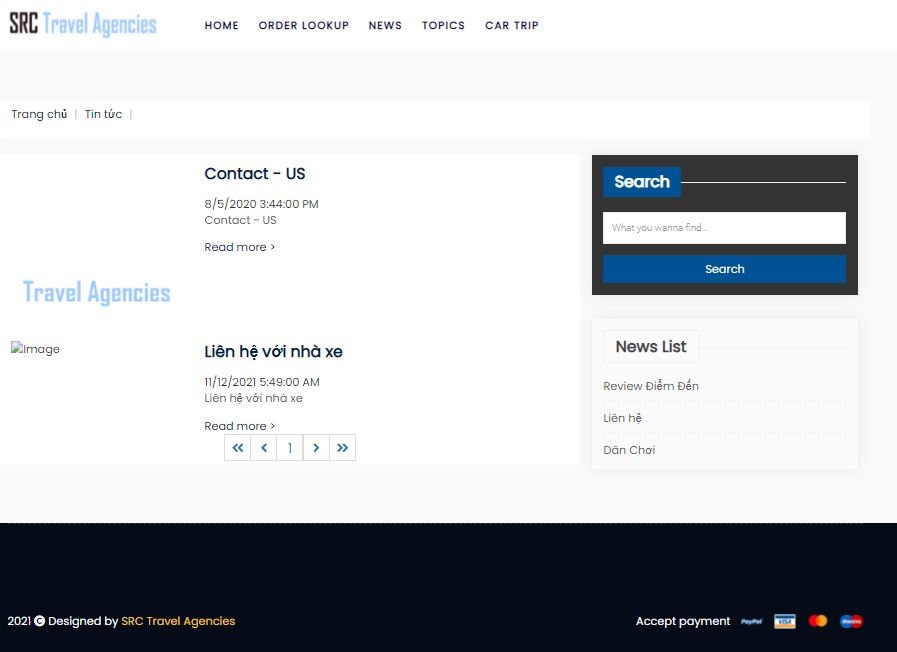 SRC Travel Agencies
HOME ORDER LOOKUP NEWS TOPICS CAR TRIP
Trang chủ | Tin tức |
Contact - US
8/5/2020 3:44:00 PM
Contact - US
Read more >
Travel Agencies
Image
Liên hệ với nhà xe
11/12/2021 5:49:00 AM
Liên hệ với nhà xe
Read more >
« ‹ 1 › »
Search
What you wanna find...
Search
News List
Review Điểm Đến
Liên hệ
Dân Chơi
2021 C Designed by SRC Travel Agencies
Accept payment PayPal VISA Maestro